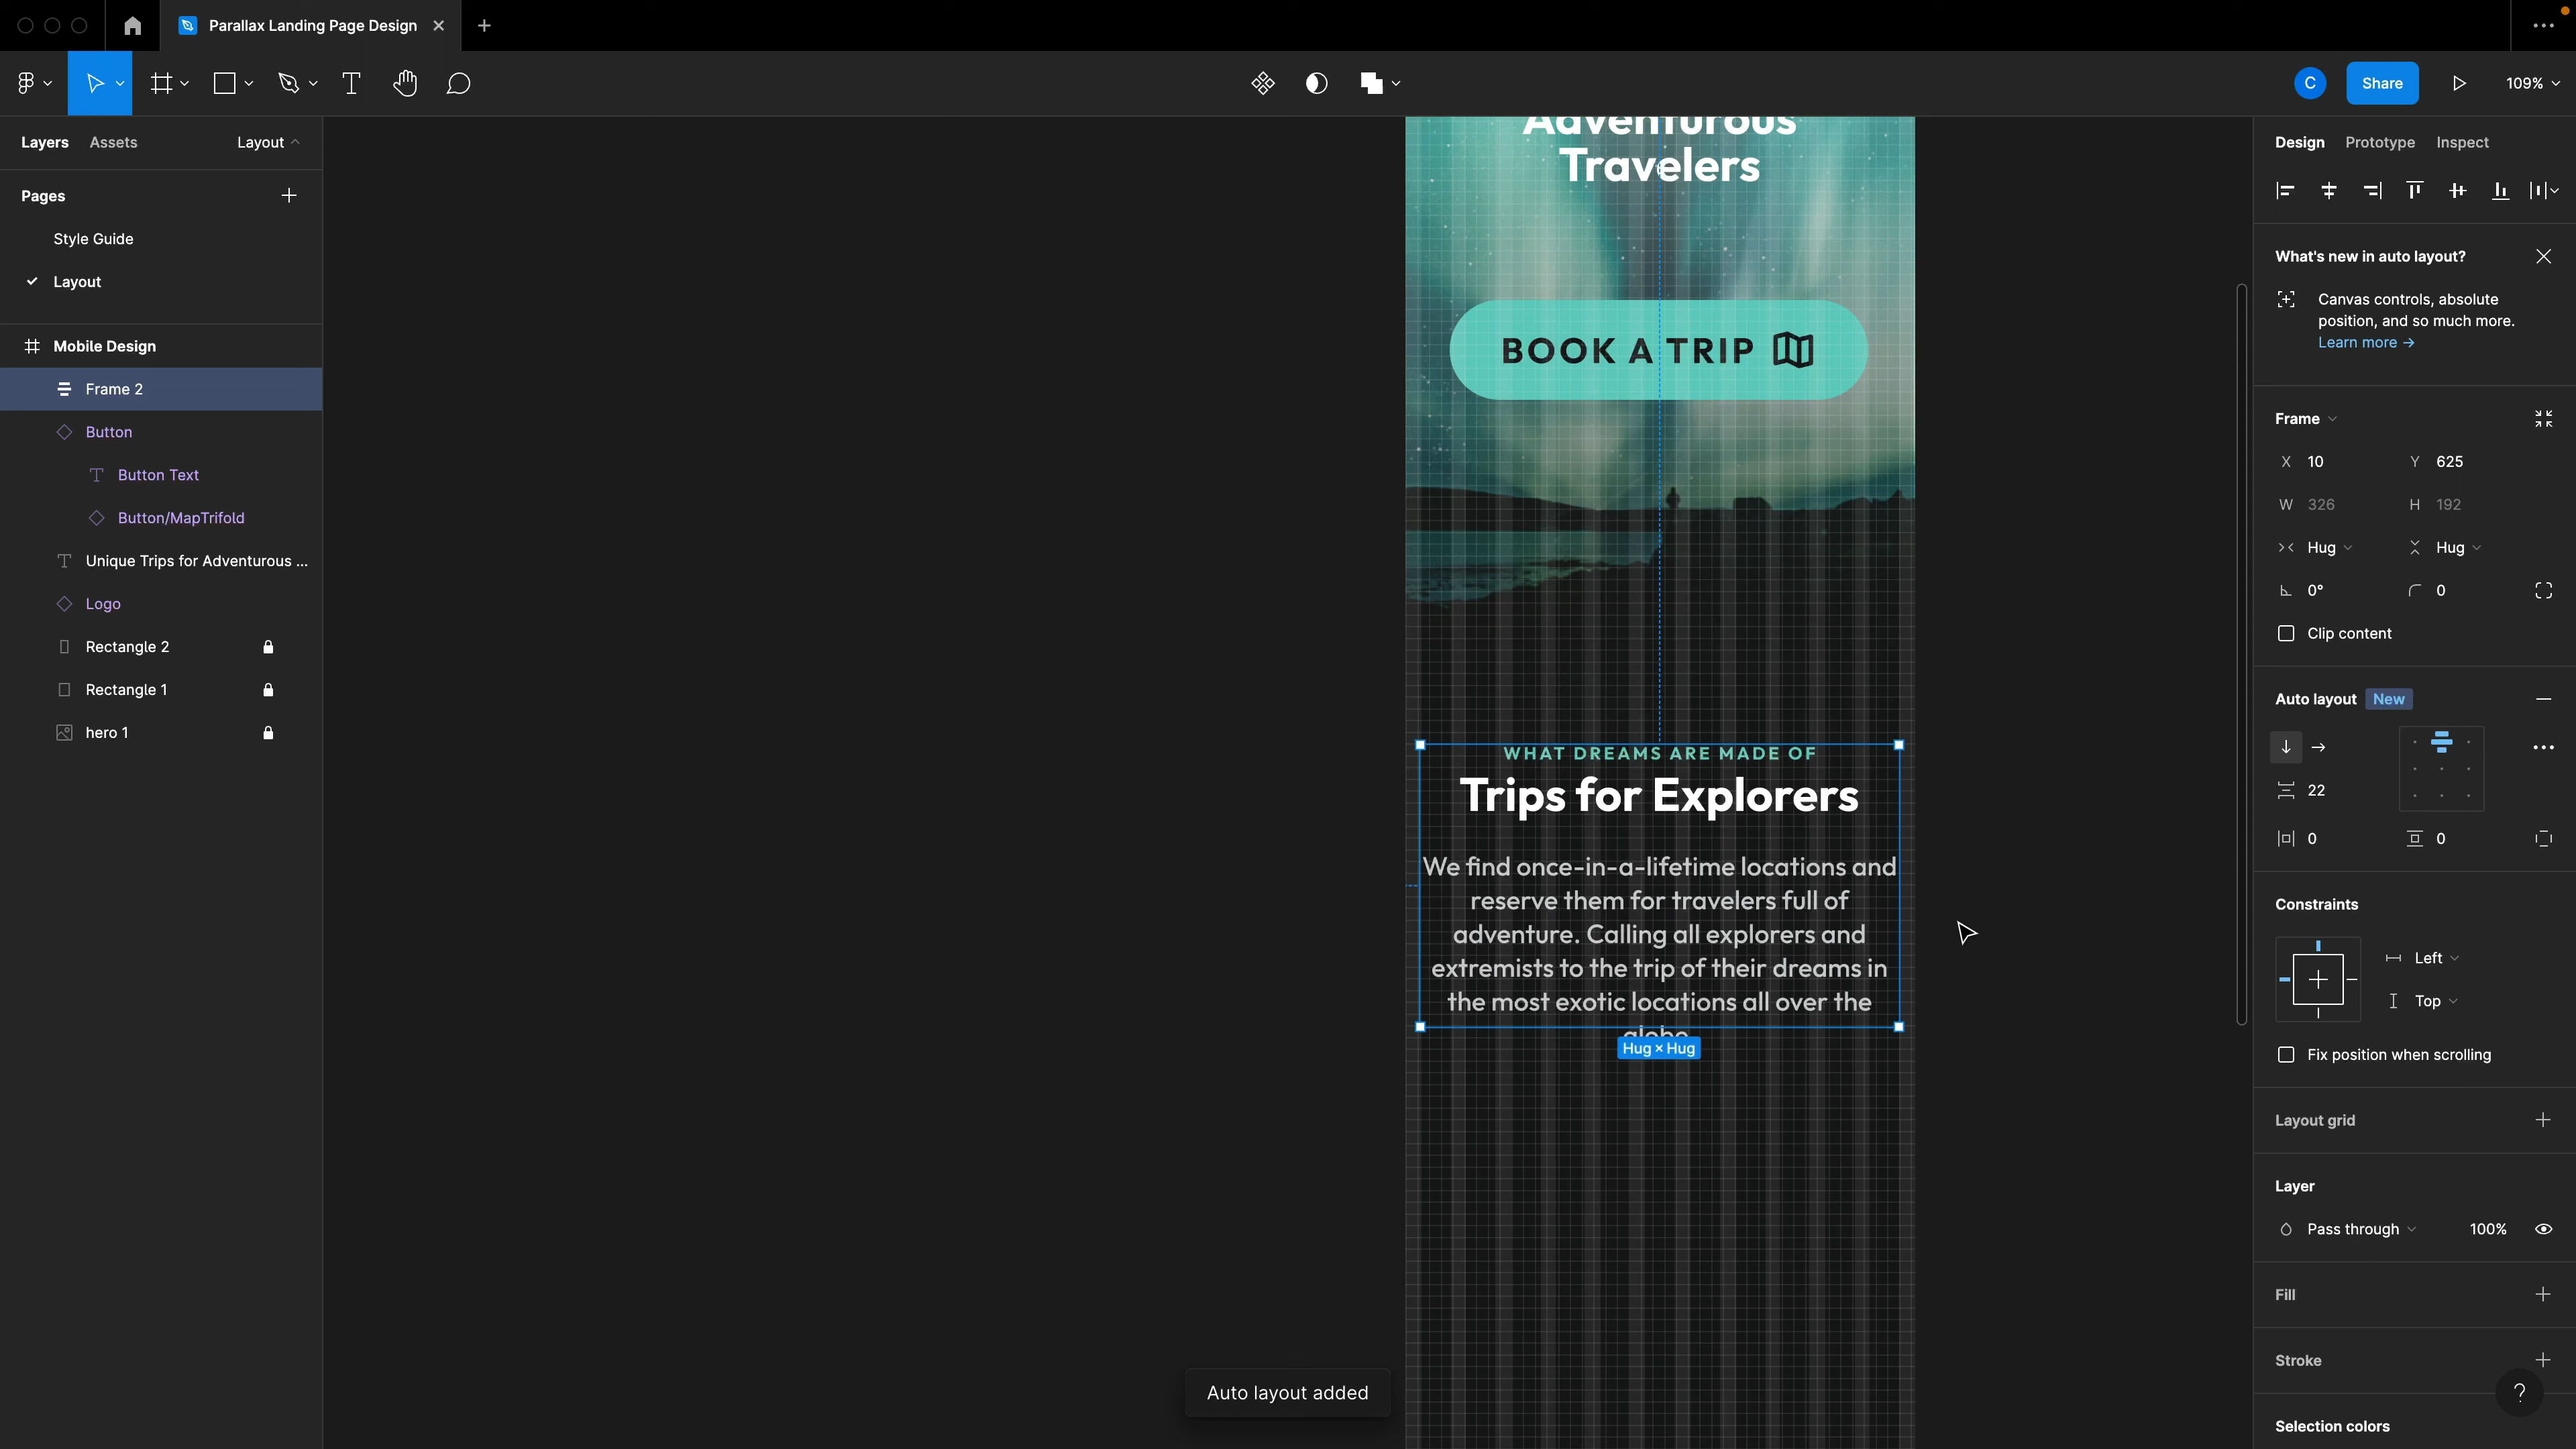 Parallax Landing Page Design
C
Share
109%
Layers
Assets
Layout
Pages
Style Guide
Layout
Mobile Design
Frame 2
Button
Button Text
Button/MapTrifold
Unique Trips for Adventurous ...
Logo
Rectangle 2
Rectangle 1
hero 1
Adventurous
Travelers
BOOK A TRIP
WHAT DREAMS ARE MADE OF
Trips for Explorers
We find once-in-a-lifetime locations and
reserve them for travelers full of
adventure. Calling all explorers and
extremists to the trip of their dreams in
the most exotic locations all over the
globe.
Hug × Hug
Auto layout added
Design
Prototype
Inspect
What's new in auto layout?
Canvas controls, absolute
position, and so much more.
Learn more →
Frame
X 10
Y 625
W 326
H 192
Hug
Hug
0°
0
Clip content
Auto layout
New
22
0
0
Constraints
Left
Top
Fix position when scrolling
Layout grid
Layer
Pass through
100%
Fill
Stroke
?
Selection colors